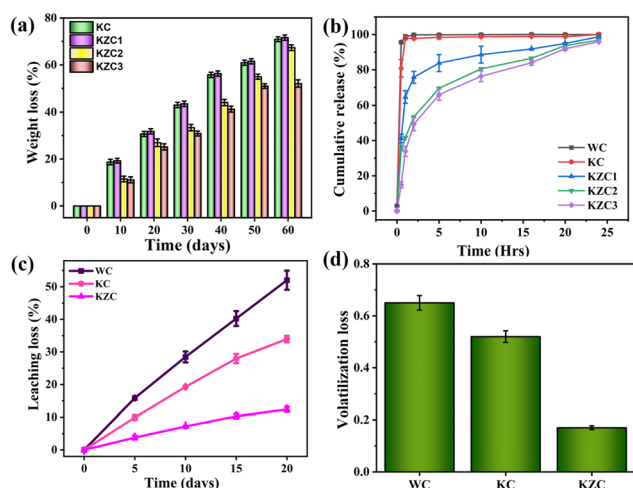 (a)
KC
KZC1
KZC2
KZC3
Weight loss (%)
80
60
40
20
0
0 10 20 30 40 50 60
Time (days)
(b)
Cumulative release (%)
120
100
80
60
40
20
0
WC
KC
KZC1
KZC2
KZC3
0 5 10 15 20 25
Time (Hrs)
(c)
WC
KC
KZC
Leaching loss (%)
50
40
30
20
10
0
0 5 10 15 20
Time (days)
(d)
Volatilization loss
0.8
0.6
0.4
0.2
0.0
WC KC KZC